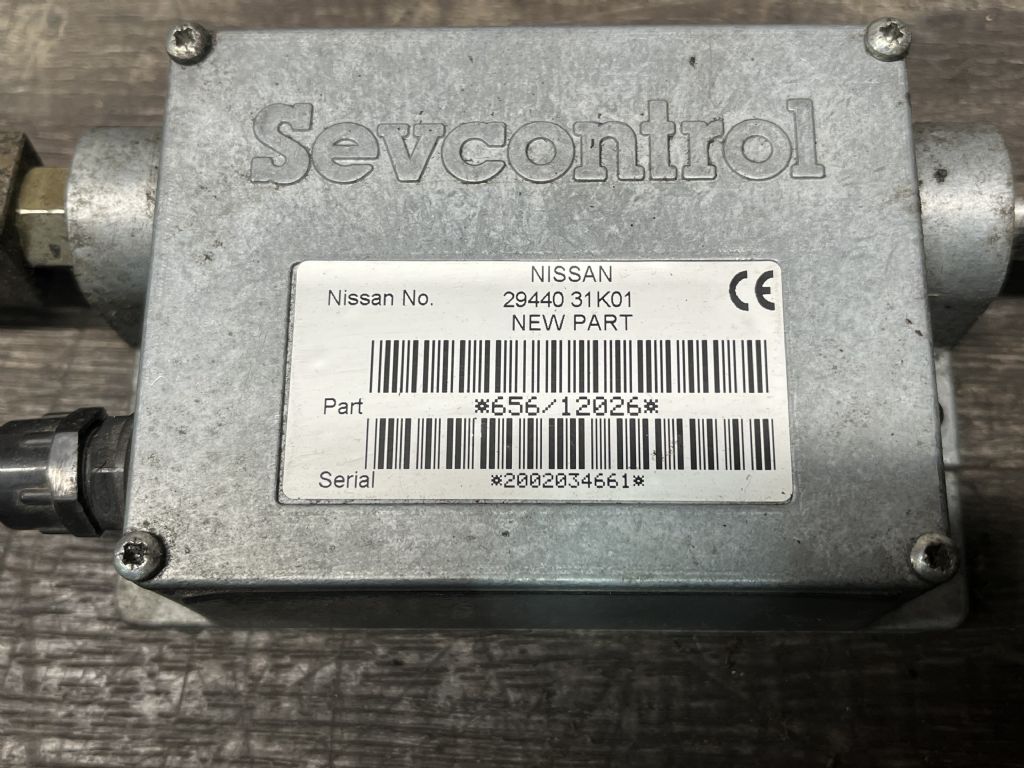 Sevcontrol
NISSAN
Nissan No. 29440 31K01
NEW PART
CE
Part *656/12026*
Serial *2002034661*